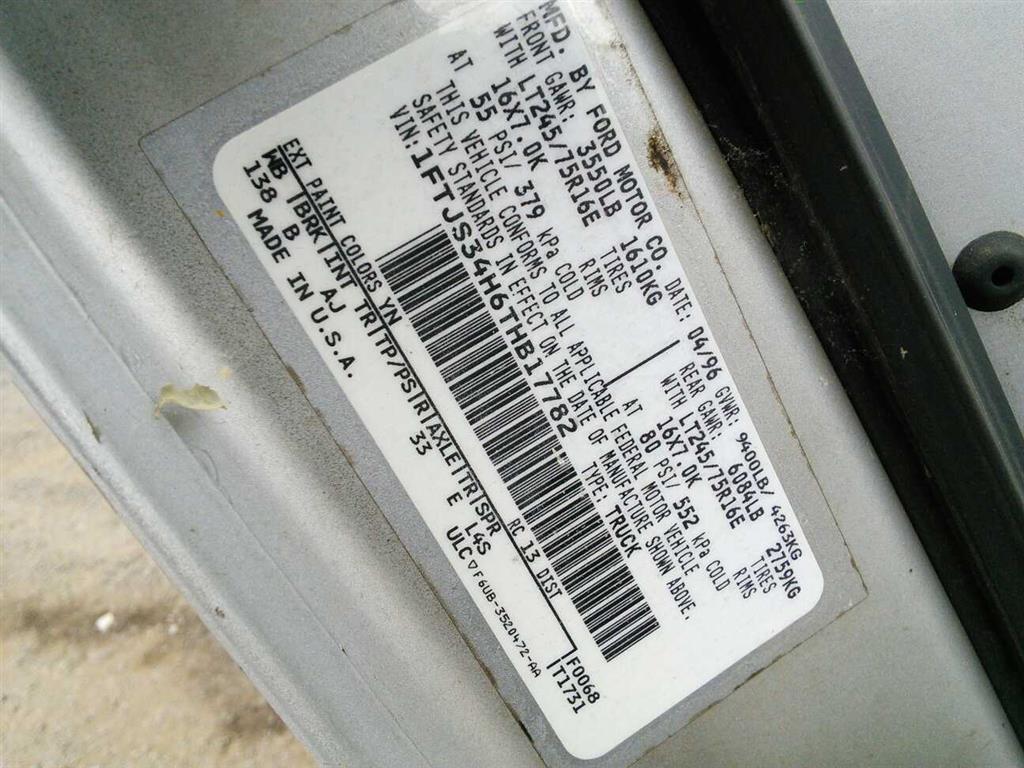 MFD. BY FORD MOTOR CO.
DATE: 04/96 GVWR: 9400LB/ 4263KG
FRONT GAWR: 3550LB 1610KG
REAR GAWR: 6084LB 2759KG
WITH LT245/75R16E TIRES
WITH LT245/75R16E TIRES
16X7.0K RIMS
16X7.0K RIMS
AT 55 PSI/ 379 kPa COLD
AT 80 PSI/ 552 kPa COLD
THIS VEHICLE CONFORMS TO ALL APPLICABLE FEDERAL MOTOR VEHICLE
SAFETY STANDARDS IN EFFECT ON THE DATE OF MANUFACTURE SHOWN ABOVE.
VIN: 1FTJS34H6THB17782 TYPE: TRUCK
EXT PAINT COLORS YN RC 13 DIST F0068
WB |BRK|INT TR|TP/PS|R|AXLE|TR|SPR T1731
138 B AJ 33 E L4S
MADE IN U.S.A. ULC F6UB-3520472-AA